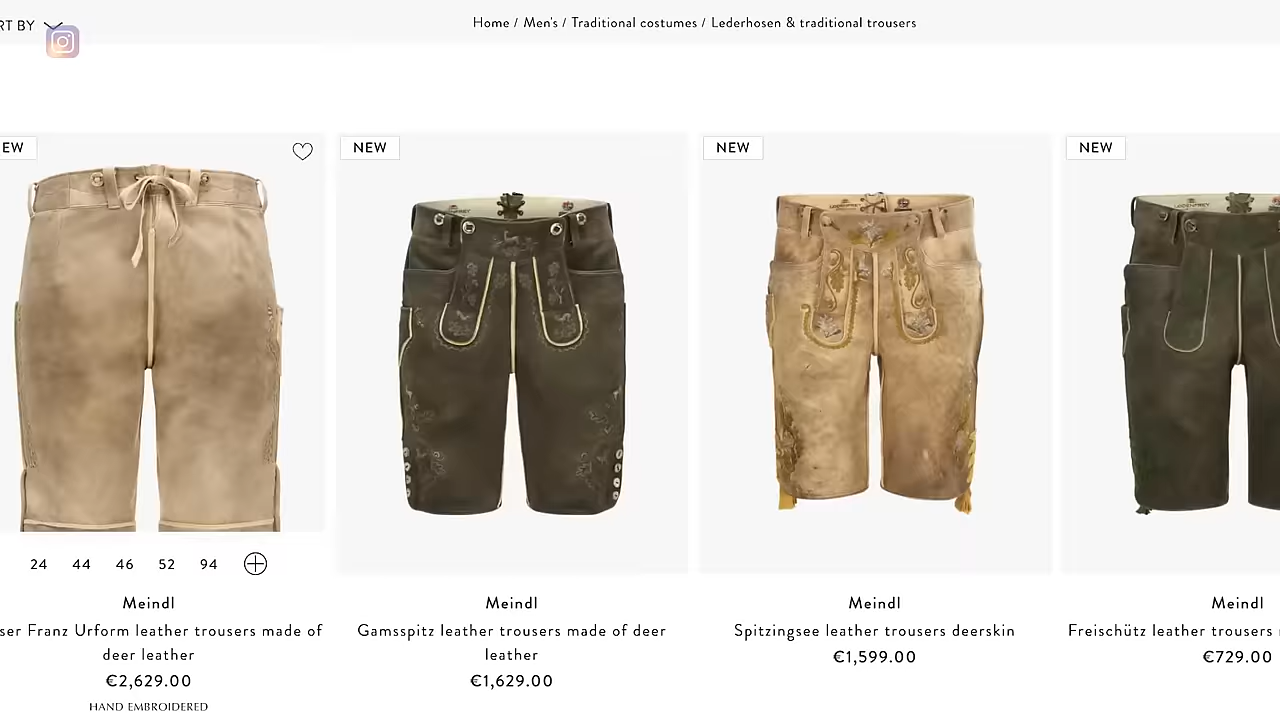 RT BY
Home / Men's / Traditional costumes / Lederhosen & traditional trousers
EW
NEW
NEW
NEW
24 44 46 52 94
Meindl
ser Franz Urform leather trousers made of
deer leather
€2,629.00
HAND EMBROIDERED
Meindl
Gamsspitz leather trousers made of deer
leather
€1,629.00
Meindl
Spitzingsee leather trousers deerskin
€1,599.00
Meindl
Freischütz leather trousers
€729.00